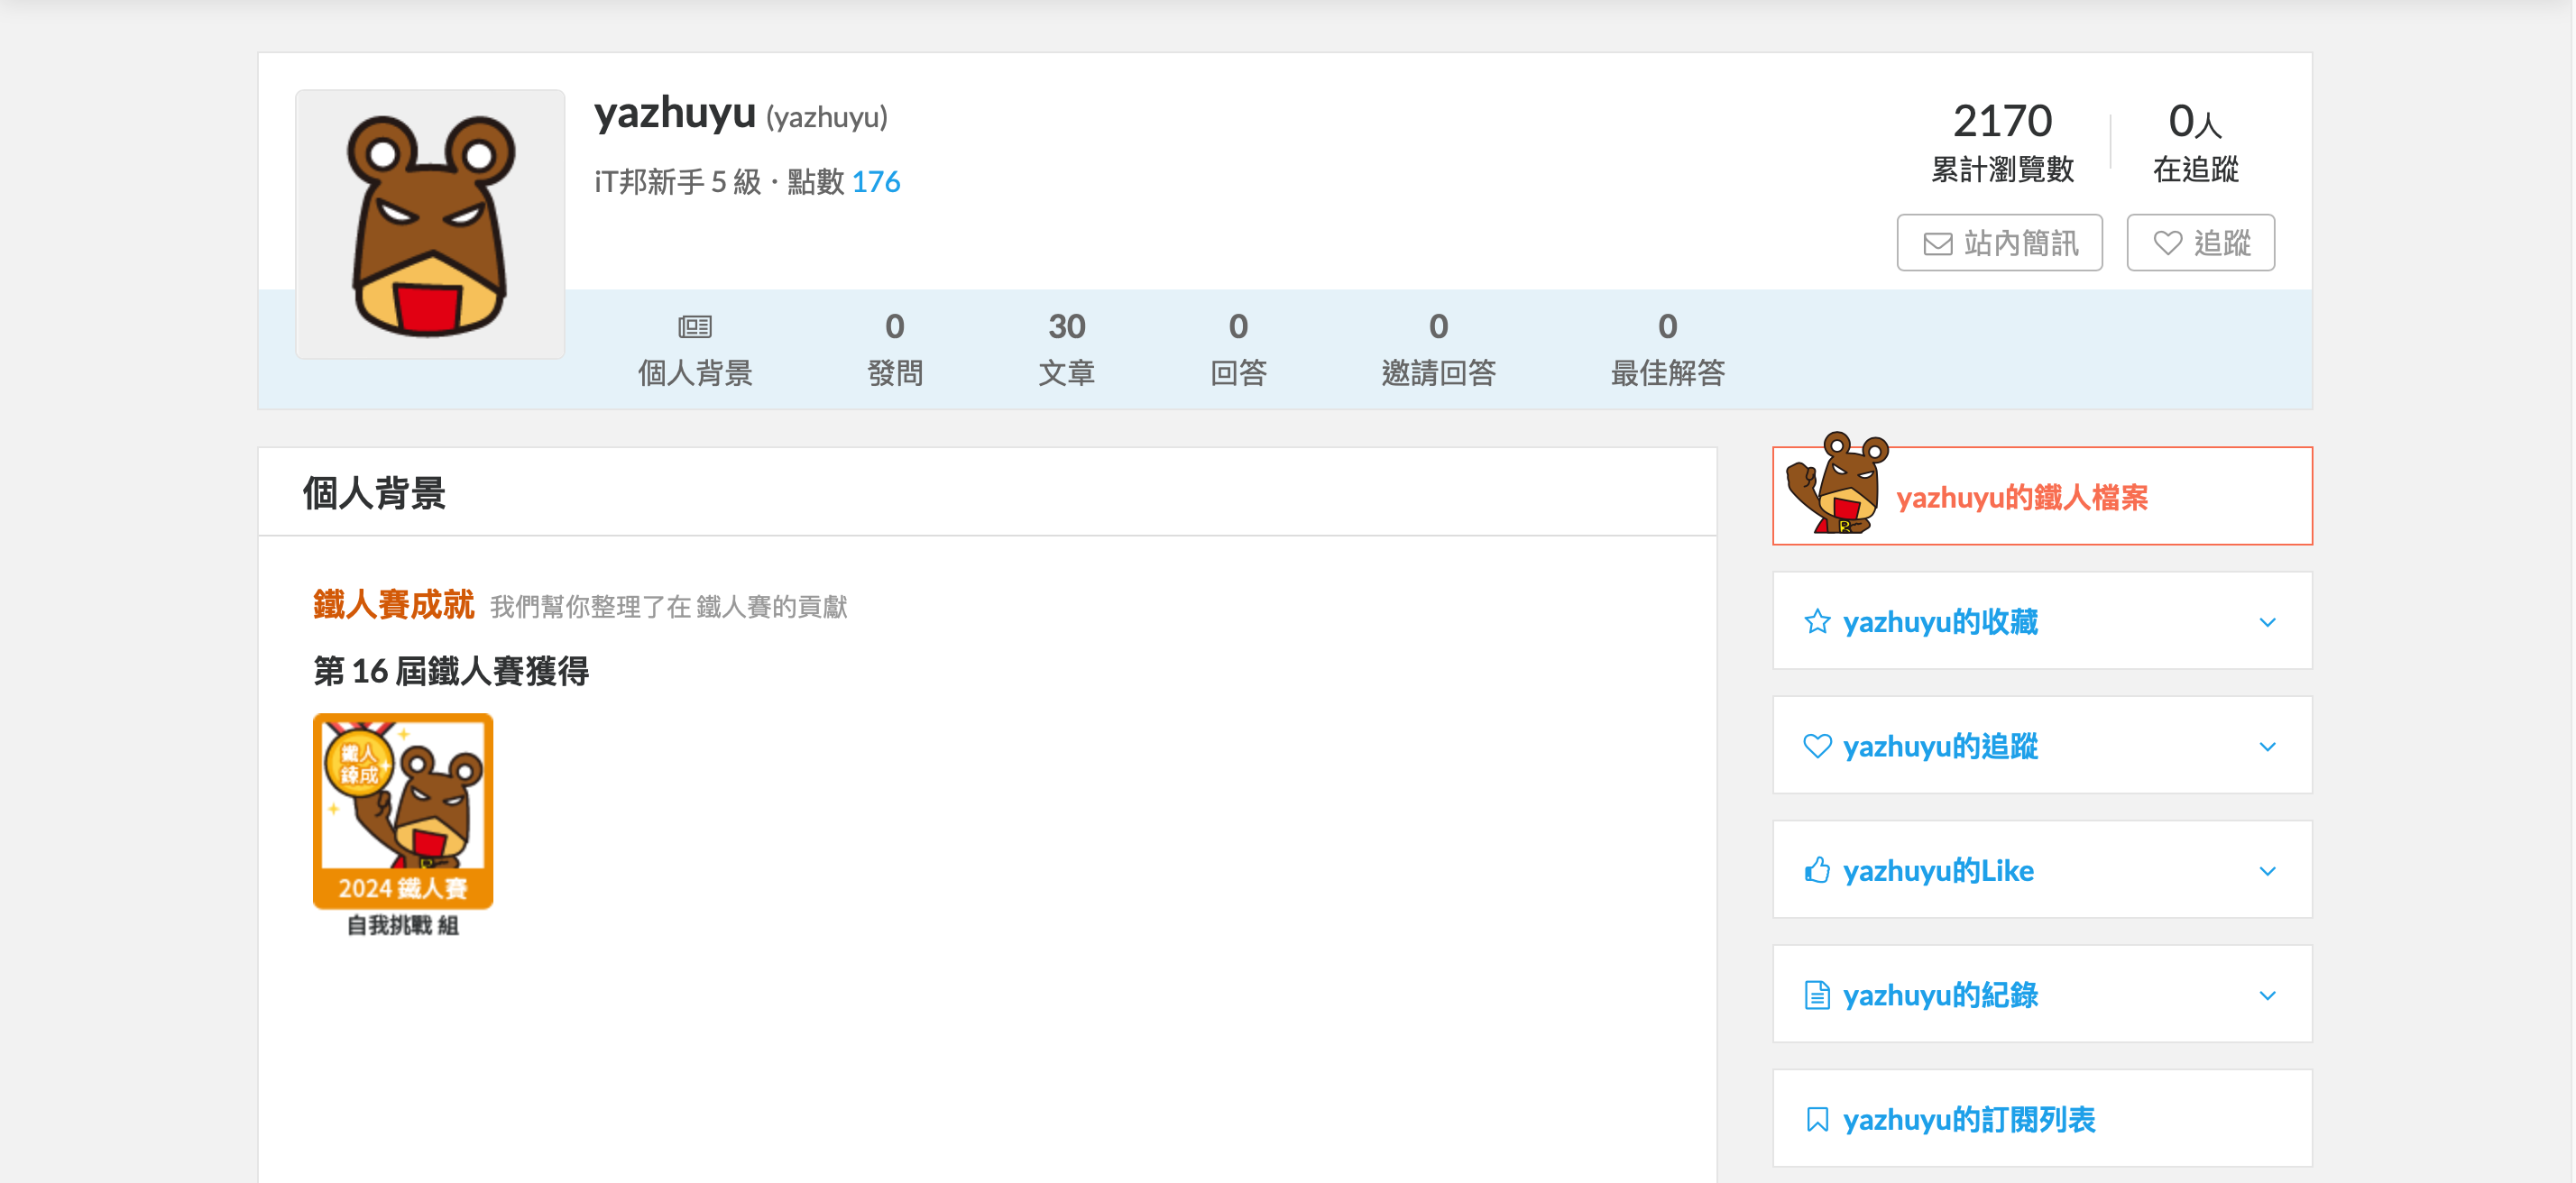 yazhuyu (yazhuyu)
iT邦新手 5 級 · 點數 176
2170
累計瀏覽數
0人
在追蹤
站內簡訊
追蹤
個人背景
0
發問
30
文章
0
回答
0
邀請回答
0
最佳解答
個人背景
鐵人賽成就 我們幫你整理了在 鐵人賽的貢獻
第 16 屆鐵人賽獲得
鐵人
鍊成
2024 鐵人賽
自我挑戰 組
yazhuyu的鐵人檔案
yazhuyu的收藏
yazhuyu的追蹤
yazhuyu的Like
yazhuyu的紀錄
yazhuyu的訂閱列表